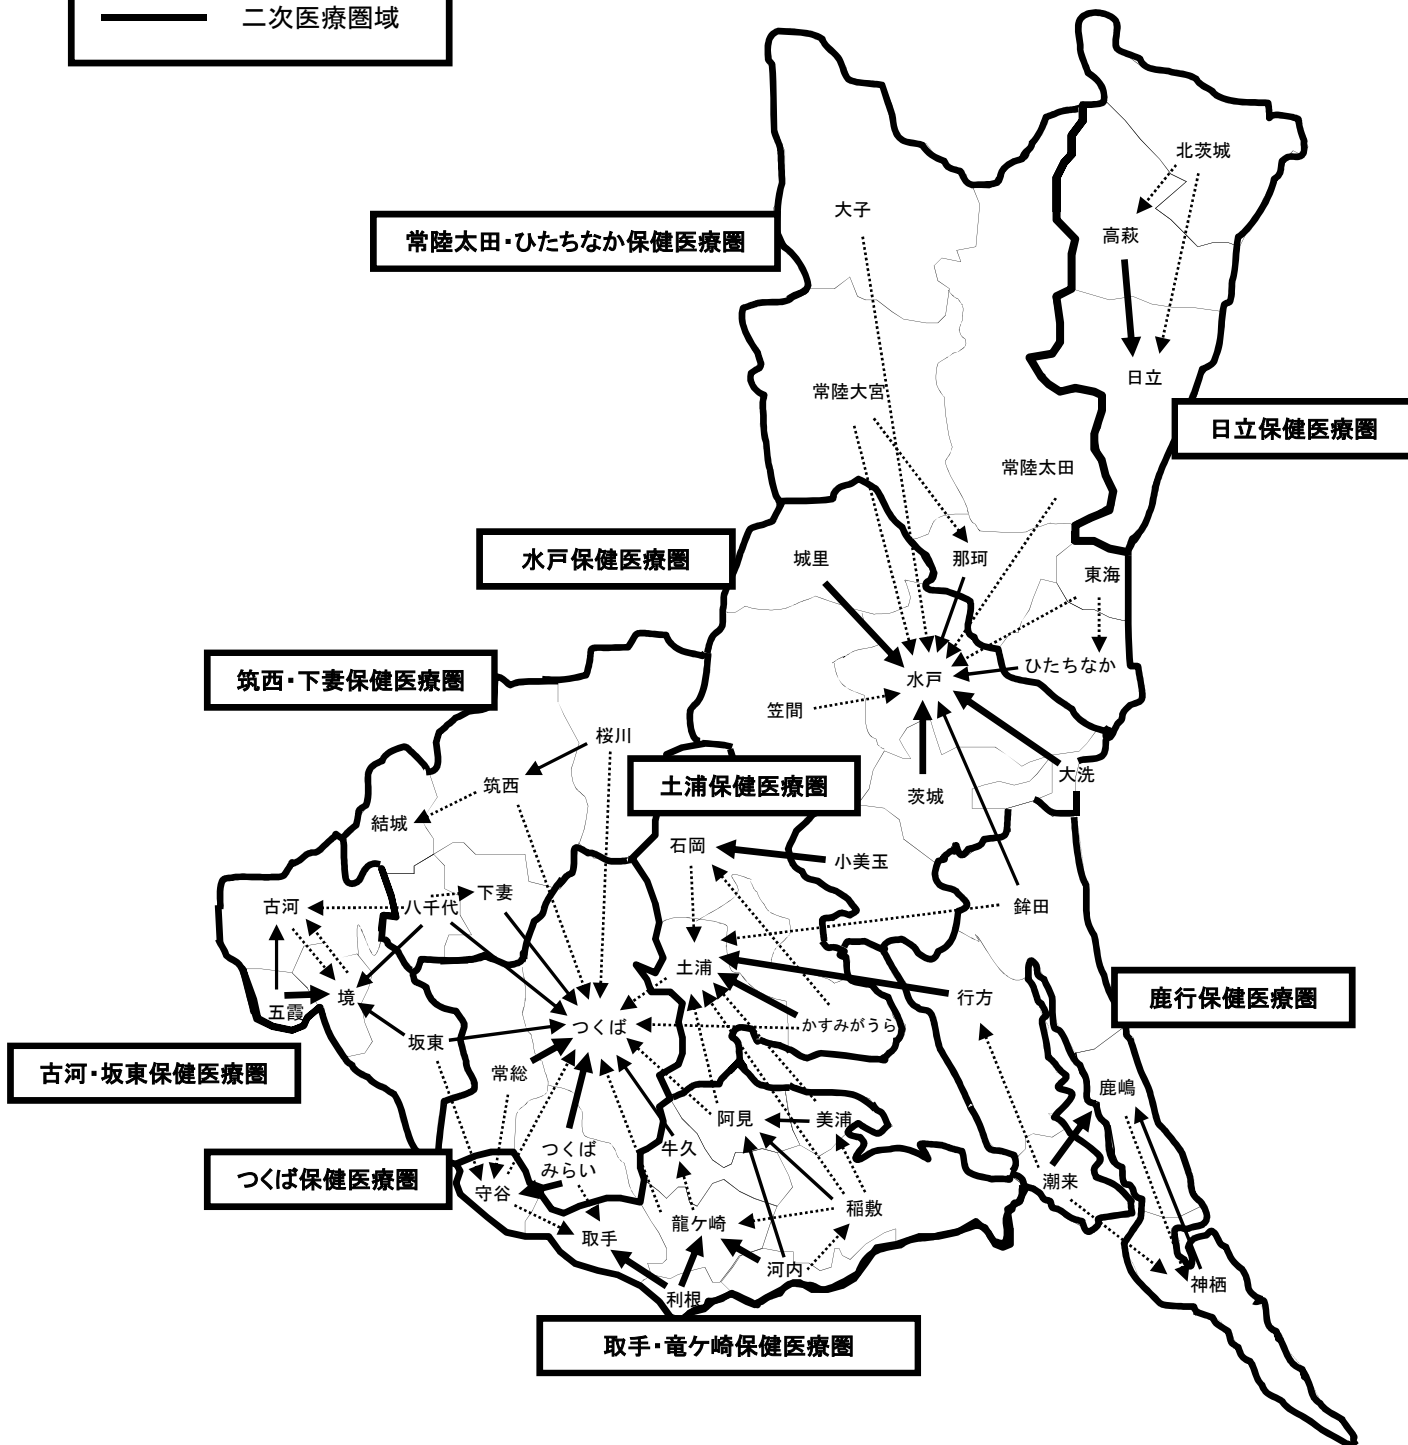 二次医療圏域
北茨城
大子
常陸太田・ひたちなか保健医療圏
高萩
日立
常陸大宮
日立保健医療圏
常陸太田
水戸保健医療圏
城里
那珂
東海
筑西・下妻保健医療圏
ひたちなか
水戸
笠間
桜川
土浦保健医療圏
大洗
筑西
茨城
結城
石岡
小美玉
下妻
古河
八千代
鉾田
土浦
境
行方
鹿行保健医療圏
五霞
つくば
かすみがうら
坂東
古河・坂東保健医療圏
常総
鹿嶋
阿見
美浦
つくば
みらい
牛久
つくば保健医療圏
守谷
潮来
稲敷
龍ケ崎
取手
河内
神栖
利根
取手・竜ケ崎保健医療圏